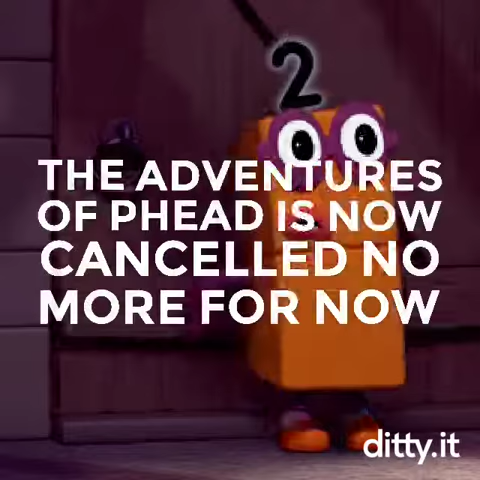 2
THE ADVENTURES
OF PHEAD IS NOW
CANCELLED NO
MORE FOR NOW
ditty.it